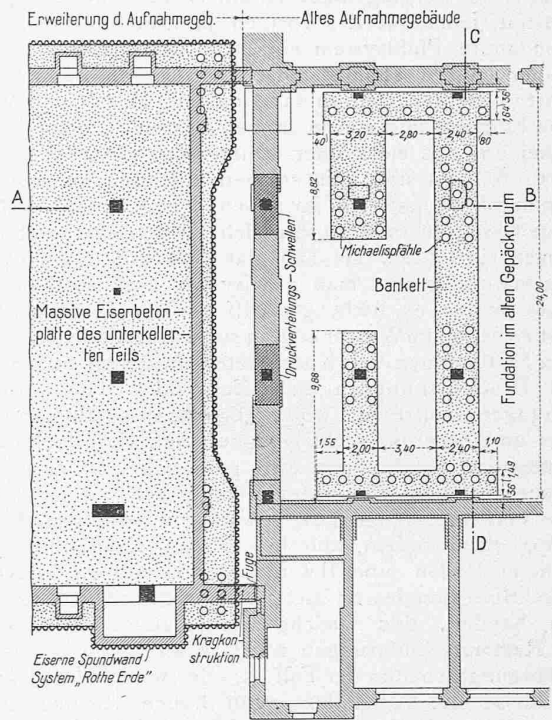 Erweiterung d. Aufnahmegeb.
Altes Aufnahmegebäude
C
36
1,64
40
3,20
2,80
2,40
80
8,82
A
B
Michaelispfähle
Bankett
Massive Eisenbeton-
platte des unterkeller-
ten Teils
Druckverteilungs-Schwellen
Fundation im alten Gepäckraum
24,00
9,88
1,55
2,00
3,40
2,40
1,10
1,49
36
D
Fuge
Kragkon-
struktion
Eiserne Spundwand
System „Rothe Erde"